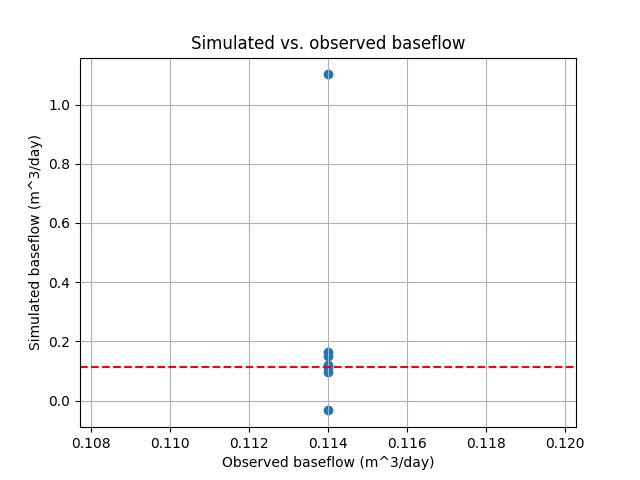 Simulated vs. observed baseflow
Simulated baseflow (m^3/day)
1.0
0.8
0.6
0.4
0.2
0.0
0.108 0.110 0.112 0.114 0.116 0.118 0.120
Observed baseflow (m^3/day)